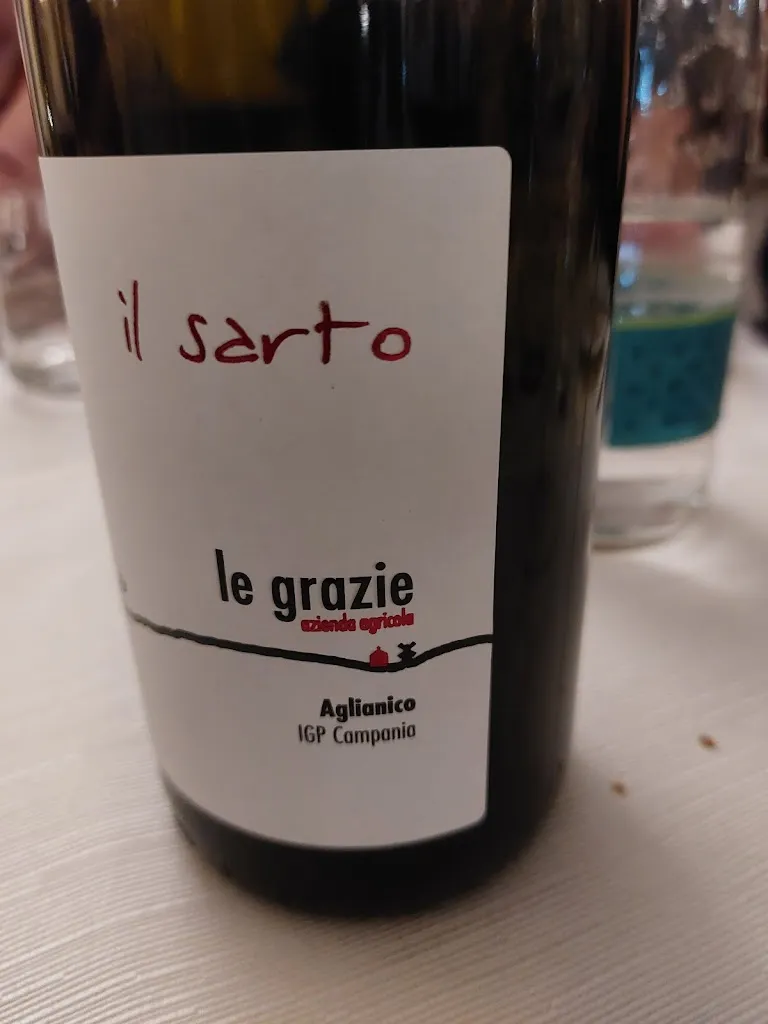 il sarto
le grazie
azienda agricola
Aglianico
IGP Campania